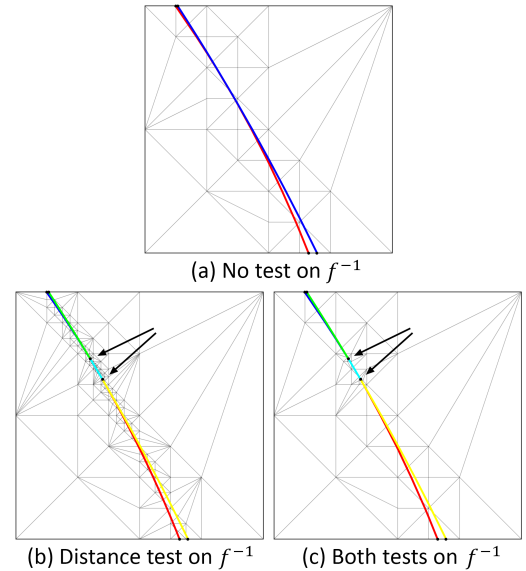 (a) No test on f⁻¹
(b) Distance test on f⁻¹
(c) Both tests on f⁻¹